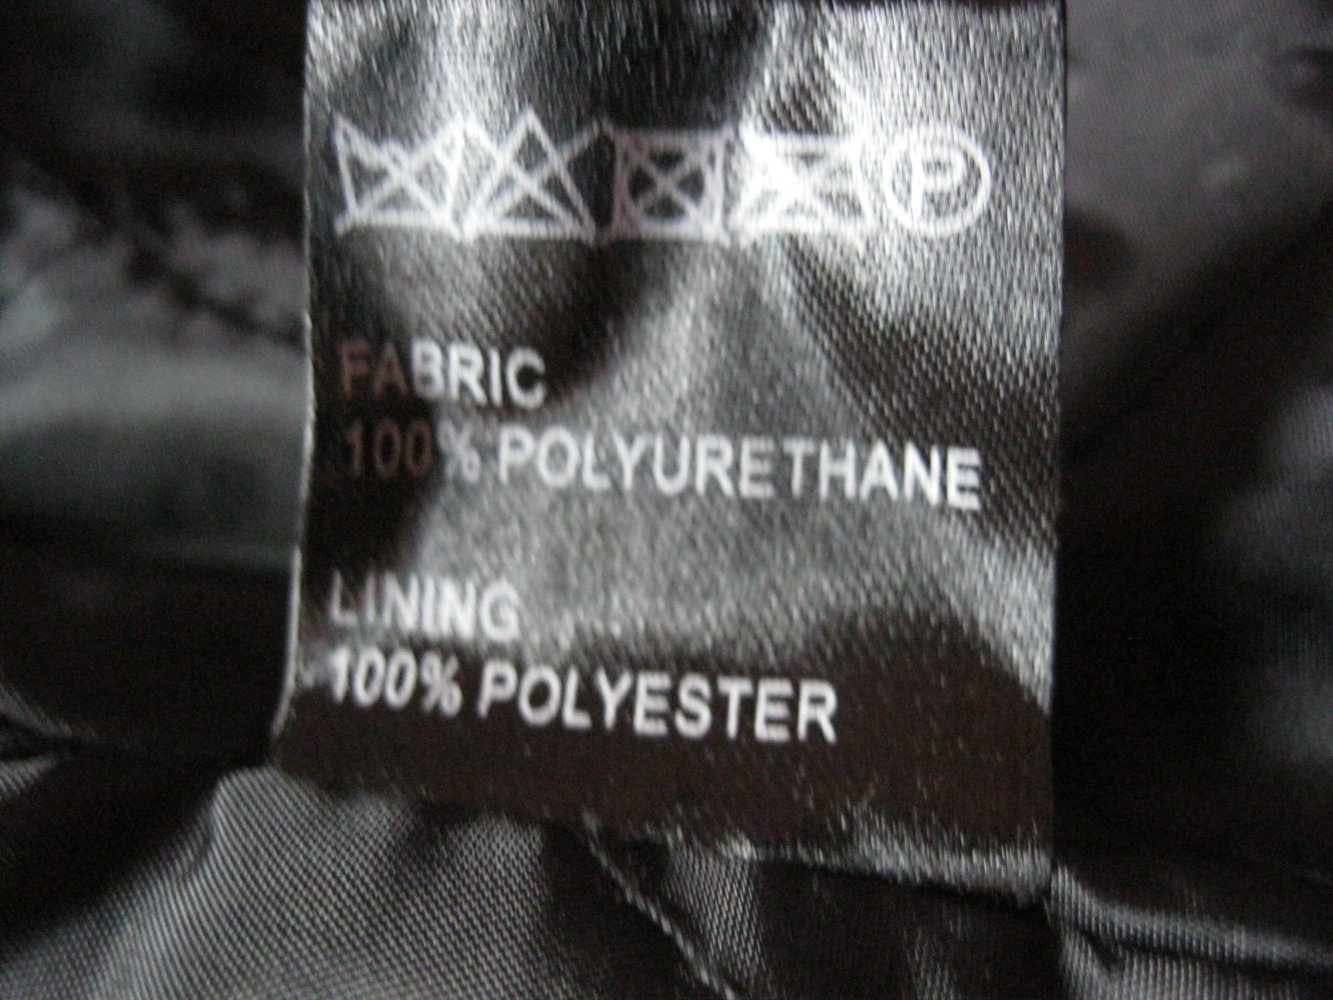 P
FABRIC
100% POLYURETHANE
LINING
100% POLYESTER